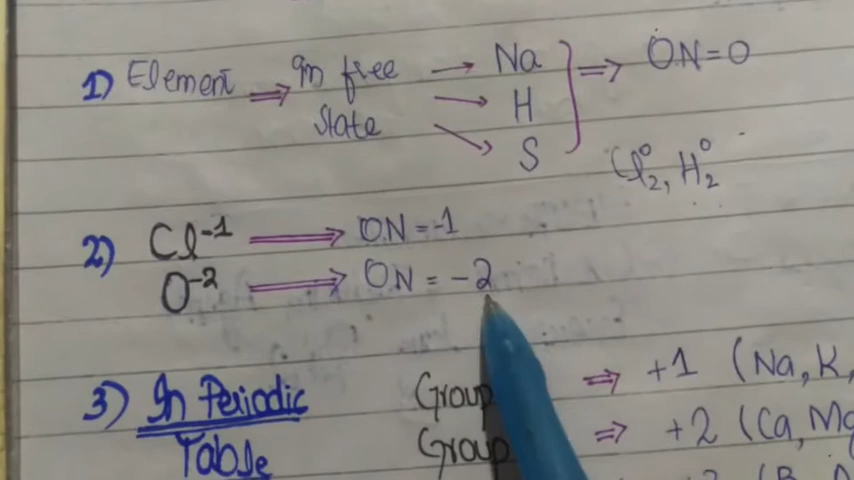 1) Element ⇒ In free → Na ⇒ O.N=0
State → H
→ S
Cl₂⁰, H₂⁰
2) Cl⁻¹ ⇒ O.N = -1
O⁻² ⇒ ON = -2
3) In Periodic Group ⇒ +1 (Na, K,
Table Group ⇒ +2 (Ca, Mg